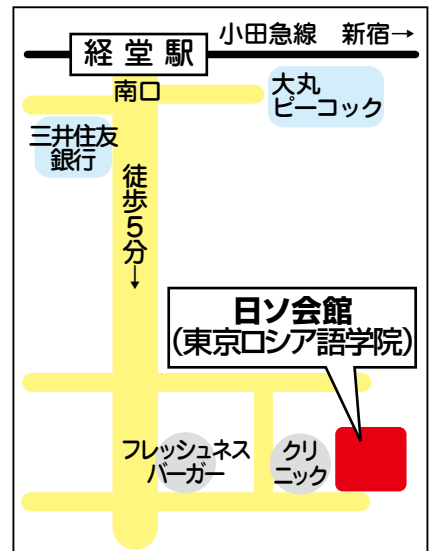 小田急線 新宿→
経堂駅
南口
大丸
ピーコック
三井住友
銀行
徒歩5分→
日ソ会館
(東京ロシア語学院)
フレッシュネス
バーガー
クリ
ニック